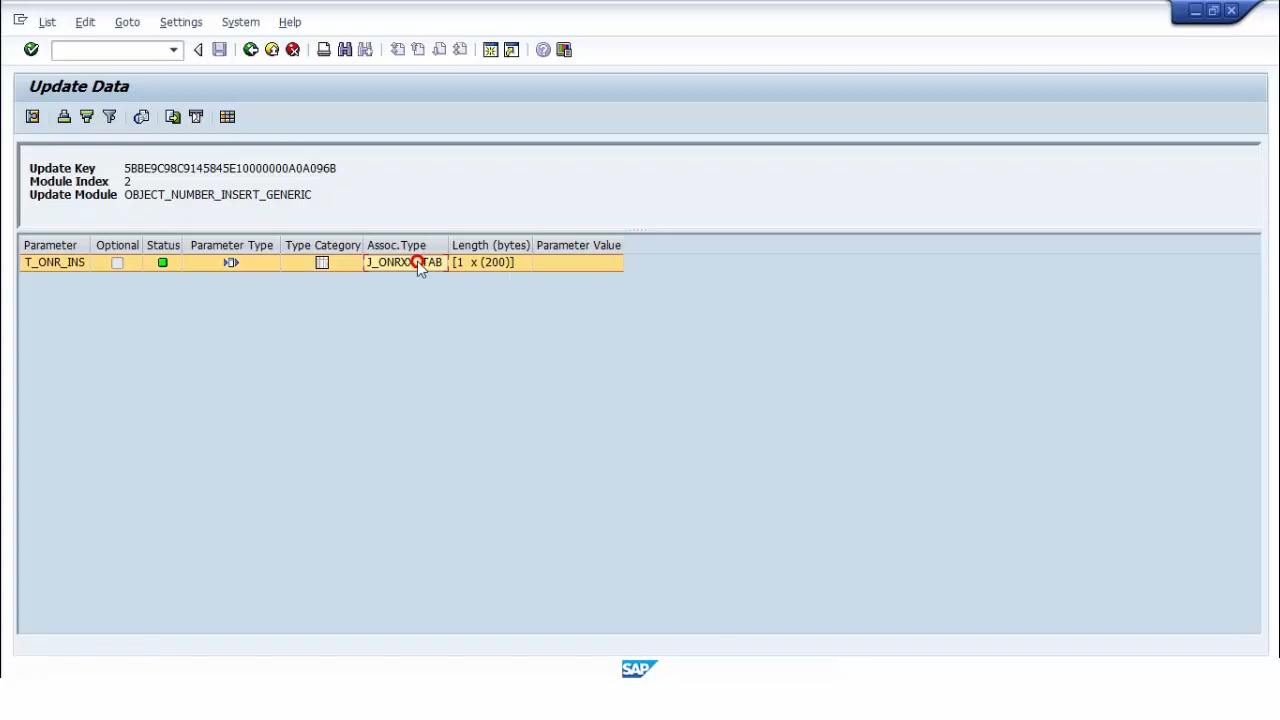 List Edit Goto Settings System Help
Update Data
Update Key 5BBE9C98C9145845E10000000A0A096B
Module Index 2
Update Module OBJECT_NUMBER_INSERT_GENERIC
Parameter Optional Status Parameter Type Type Category Assoc.Type Length (bytes) Parameter Value
T_ONR_INS [1 x (200)]
SAP